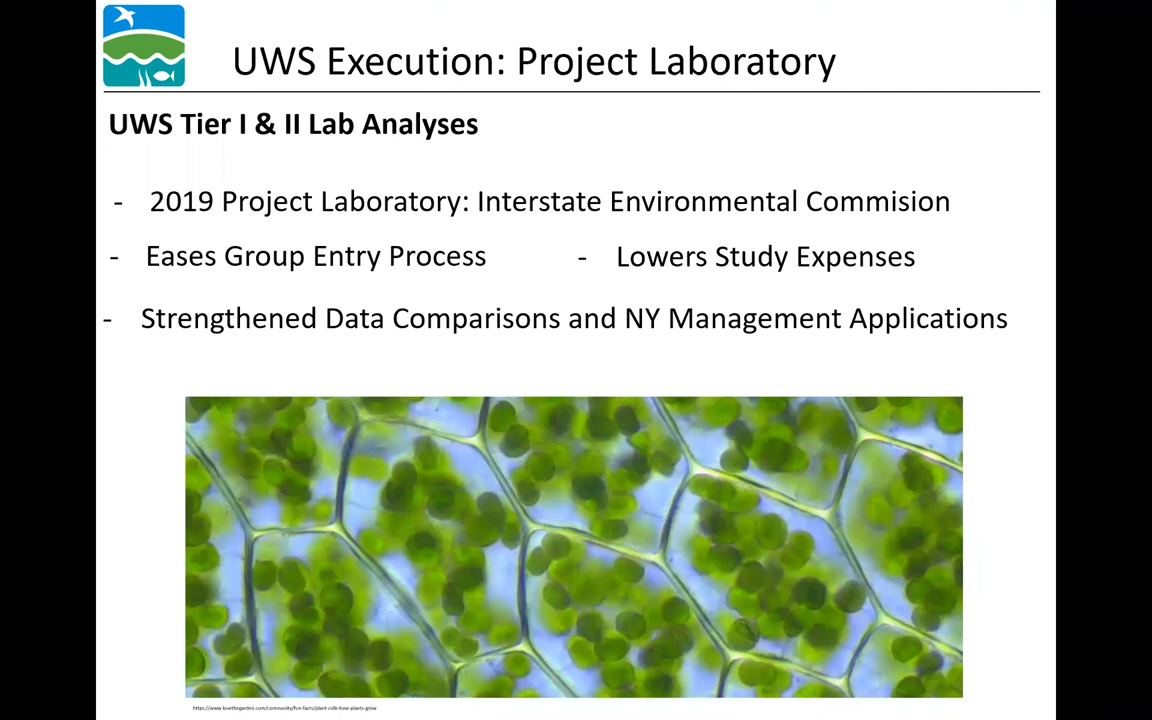 UWS Execution: Project Laboratory
UWS Tier I & II Lab Analyses
- 2019 Project Laboratory: Interstate Environmental Commision
- Eases Group Entry Process - Lowers Study Expenses
- Strengthened Data Comparisons and NY Management Applications
https://www.lovethegarden.com/community/fun-facts/plant-cells-how-plants-grow